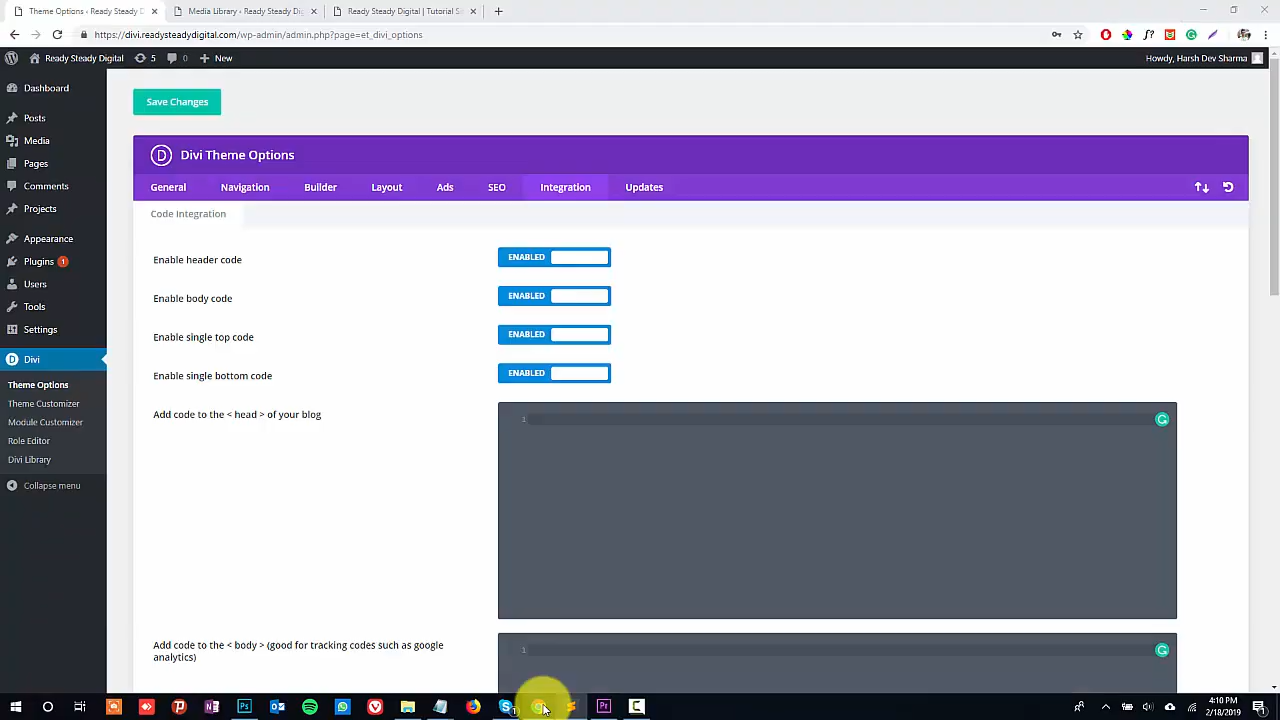 Theme Options ‹ Ready Steady D
Media Library ‹ Ready Steady Dig
Ready Steady Digital | Tutorial S
https://divi.readysteadydigital.com/wp-admin/admin.php?page=et_divi_options
Ready Steady Digital
5
0
New
Howdy, Harsh Dev Sharma
Dashboard
Posts
Media
Pages
Comments
Projects
Appearance
Plugins 1
Users
Tools
Settings
Divi
Theme Options
Theme Customizer
Module Customizer
Role Editor
Divi Library
Collapse menu
Save Changes
Divi Theme Options
General
Navigation
Builder
Layout
Ads
SEO
Integration
Updates
Code Integration
Enable header code
ENABLED
Enable body code
ENABLED
Enable single top code
ENABLED
Enable single bottom code
ENABLED
Add code to the < head > of your blog
1
Add code to the < body > (good for tracking codes such as google
analytics)
1
4:10 PM
2/18/2019